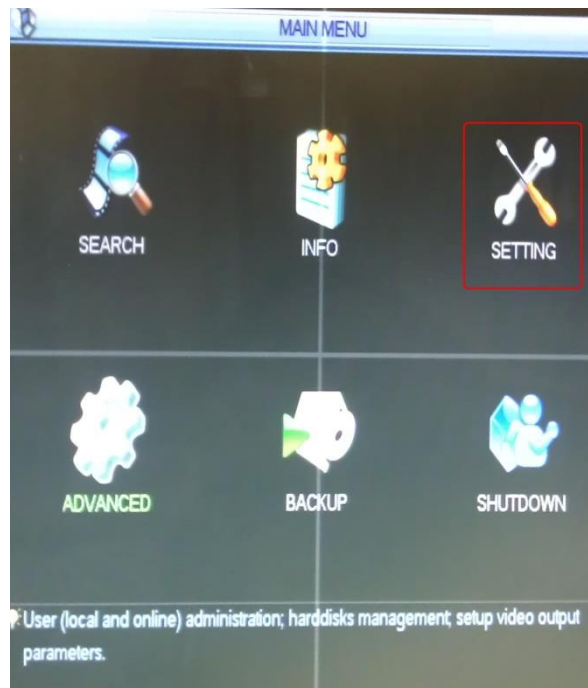 MAIN MENU
SEARCH
INFO
SETTING
ADVANCED
BACKUP
SHUTDOWN
User (local and online) administration; harddisks management; setup video output
parameters.